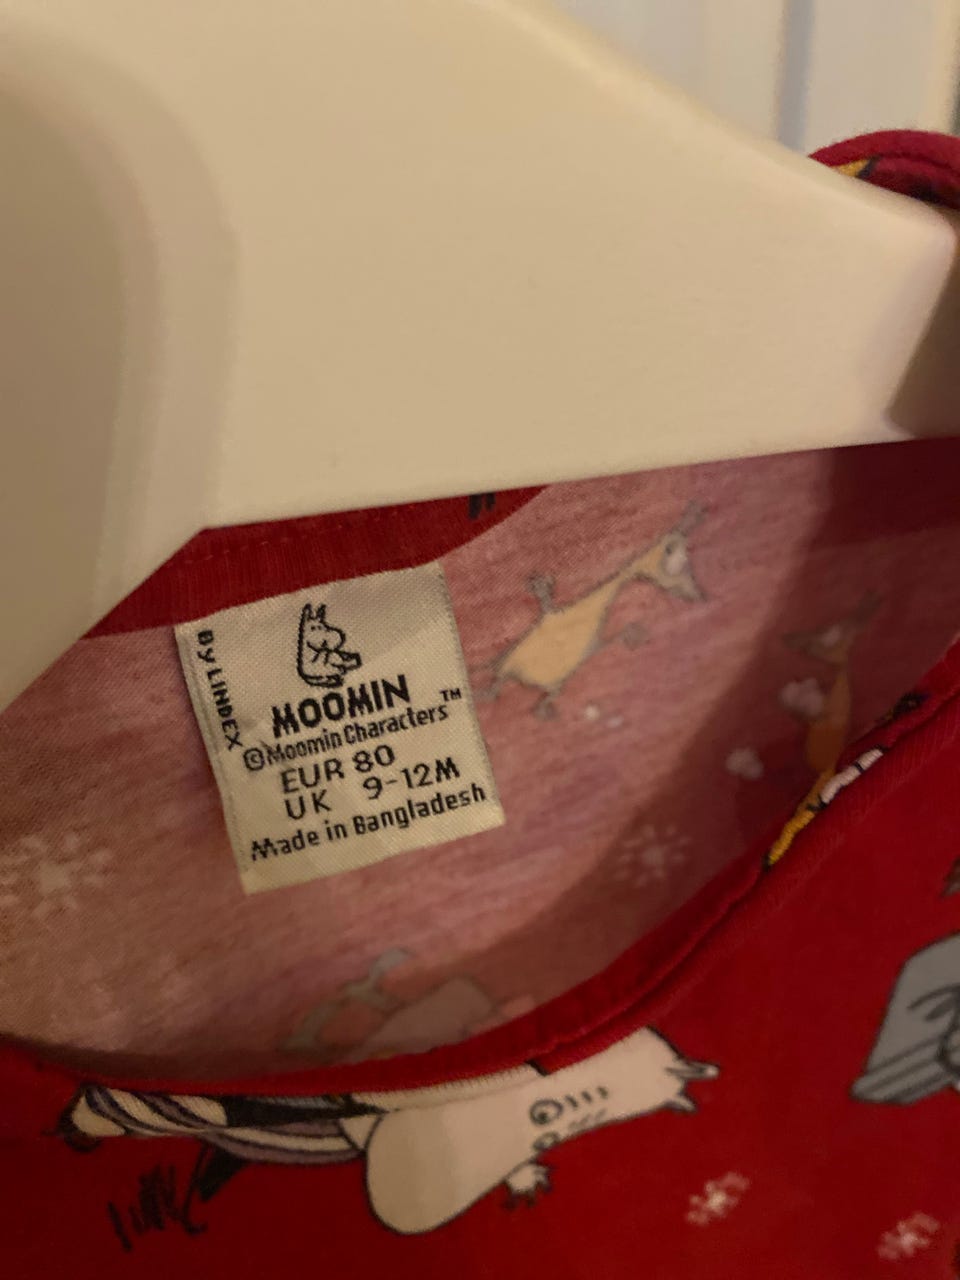 By LINDEX
MOOMIN™
©Moomin Characters
EUR 80
UK 9-12M
Made in Bangladesh